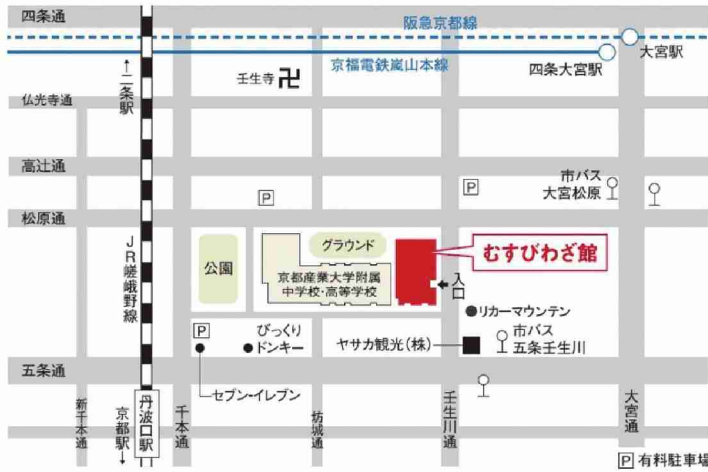 四条通
阪急京都線
京福電鉄嵐山本線
四条大宮駅
大宮駅
↑二条駅
壬生寺
仏光寺通
高辻通
市バス
大宮松原
P
P
松原通
JR嵯峨野線
公園
グラウンド
京都産業大学附属
中学校・高等学校
むすびわざ館
入口
リカーマウンテン
P
びっくり
ドンキー
ヤサカ観光(株)
市バス
五条壬生川
五条通
セブン-イレブン
新千本通
京都駅↓
丹波口駅
千本通
坊城通
壬生川通
大宮通
P 有料駐車場